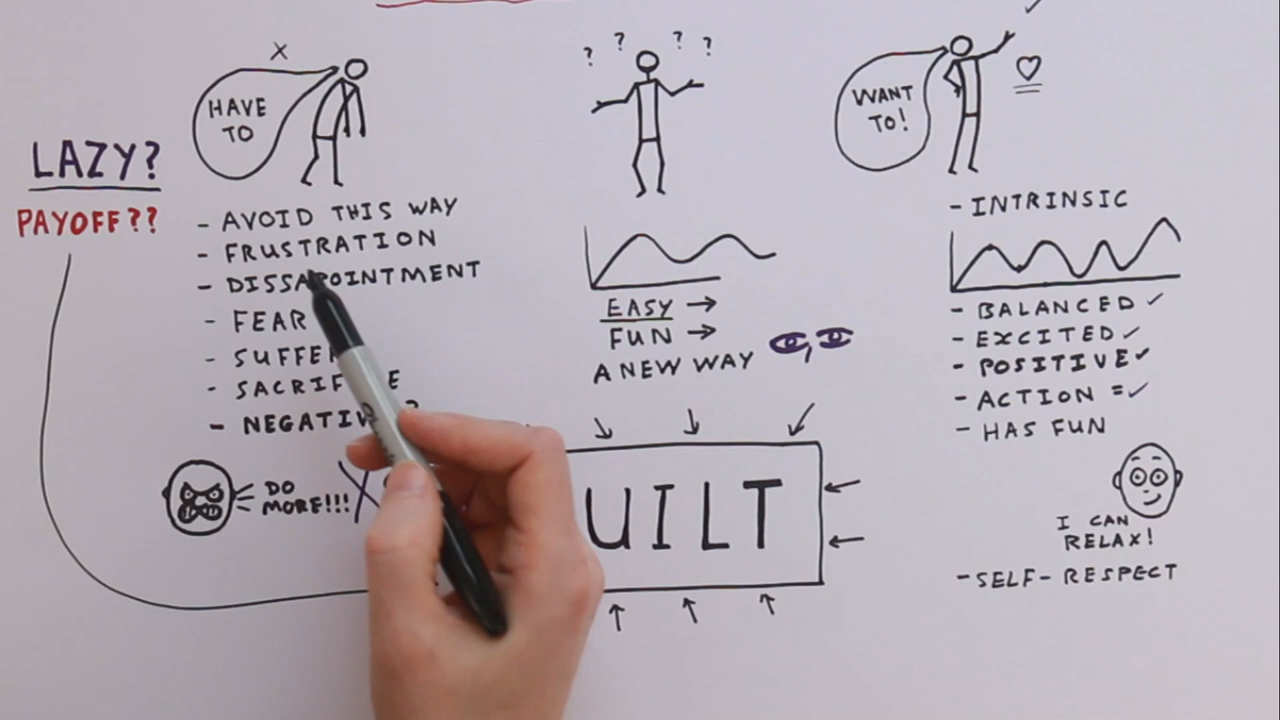 X
HAVE
TO
LAZY?
PAYOFF??
- AVOID THIS WAY
- FRUSTRATION
- DISSAPOINTMENT
- FEAR
- SUFFE
- SACRIF E
- NEGATIV ?
DO
MORE!!!
X
? ? ? ?
EASY →
FUN →
A NEW WAY
UILT
WANT
TO!
- INTRINSIC
- BALANCED ✓
- EXCITED ✓
- POSITIVE ✓
- ACTION = ✓
- HAS FUN
I CAN
RELAX!
- SELF-RESPECT